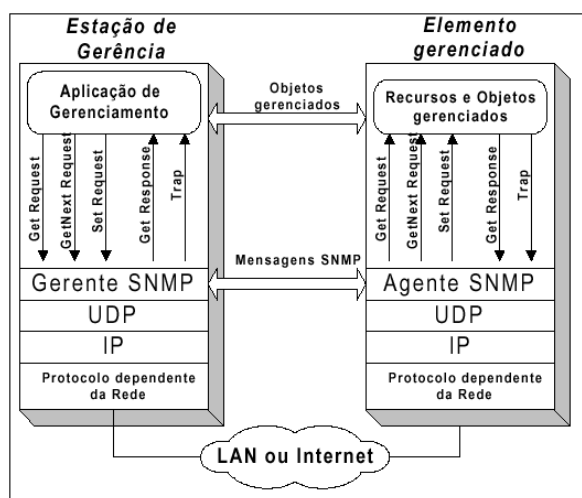 Estação de
Gerência
Elemento
gerenciado
Aplicação de
Gerenciamento
Objetos
gerenciados
Recursos e Objetos
gerenciados
Get Request
GetNext Request
Set Request
Get Response
Trap
Get Request
GetNext Request
Set Request
Get Response
Trap
Mensagens SNMP
Gerente SNMP
Agente SNMP
UDP
UDP
IP
IP
Protocolo dependente
da Rede
Protocolo dependente
da Rede
LAN ou Internet